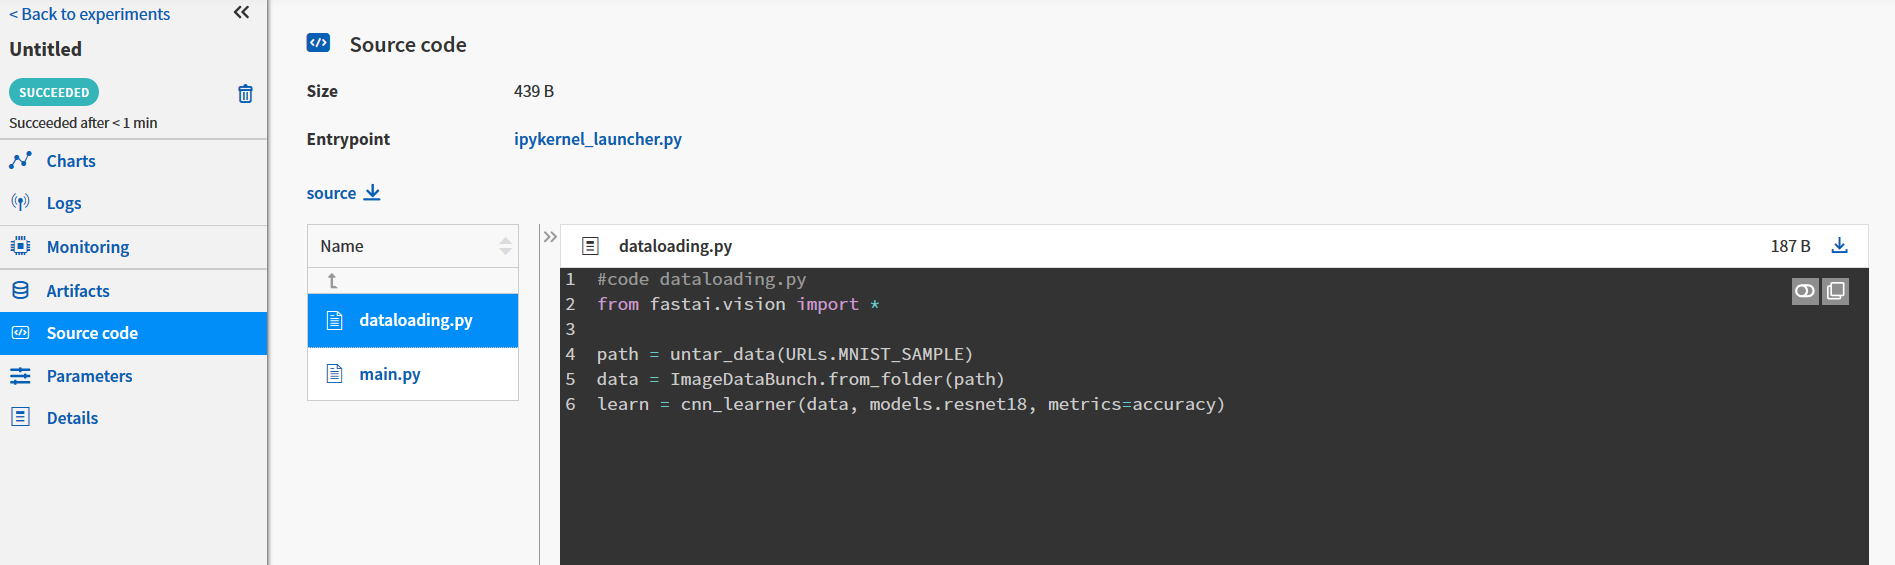 < Back to experiments
Untitled
SUCCEEDED
Succeeded after < 1 min
Charts
Logs
Monitoring
Artifacts
Source code
Parameters
Details
Source code
Size 439 B
Entrypoint ipykernel_launcher.py
source
Name
dataloading.py
main.py
dataloading.py 187 B
1 #code dataloading.py
2 from fastai.vision import *
3
4 path = untar_data(URLs.MNIST_SAMPLE)
5 data = ImageDataBunch.from_folder(path)
6 learn = cnn_learner(data, models.resnet18, metrics=accuracy)